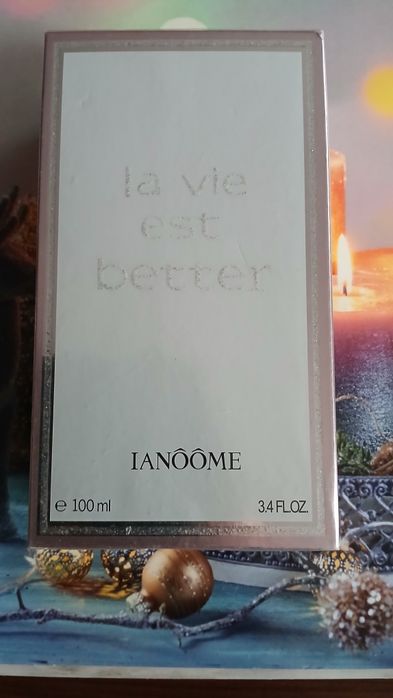 la vie
est
better
IANÔÔME
℮ 100 ml
3.4 FL.OZ.